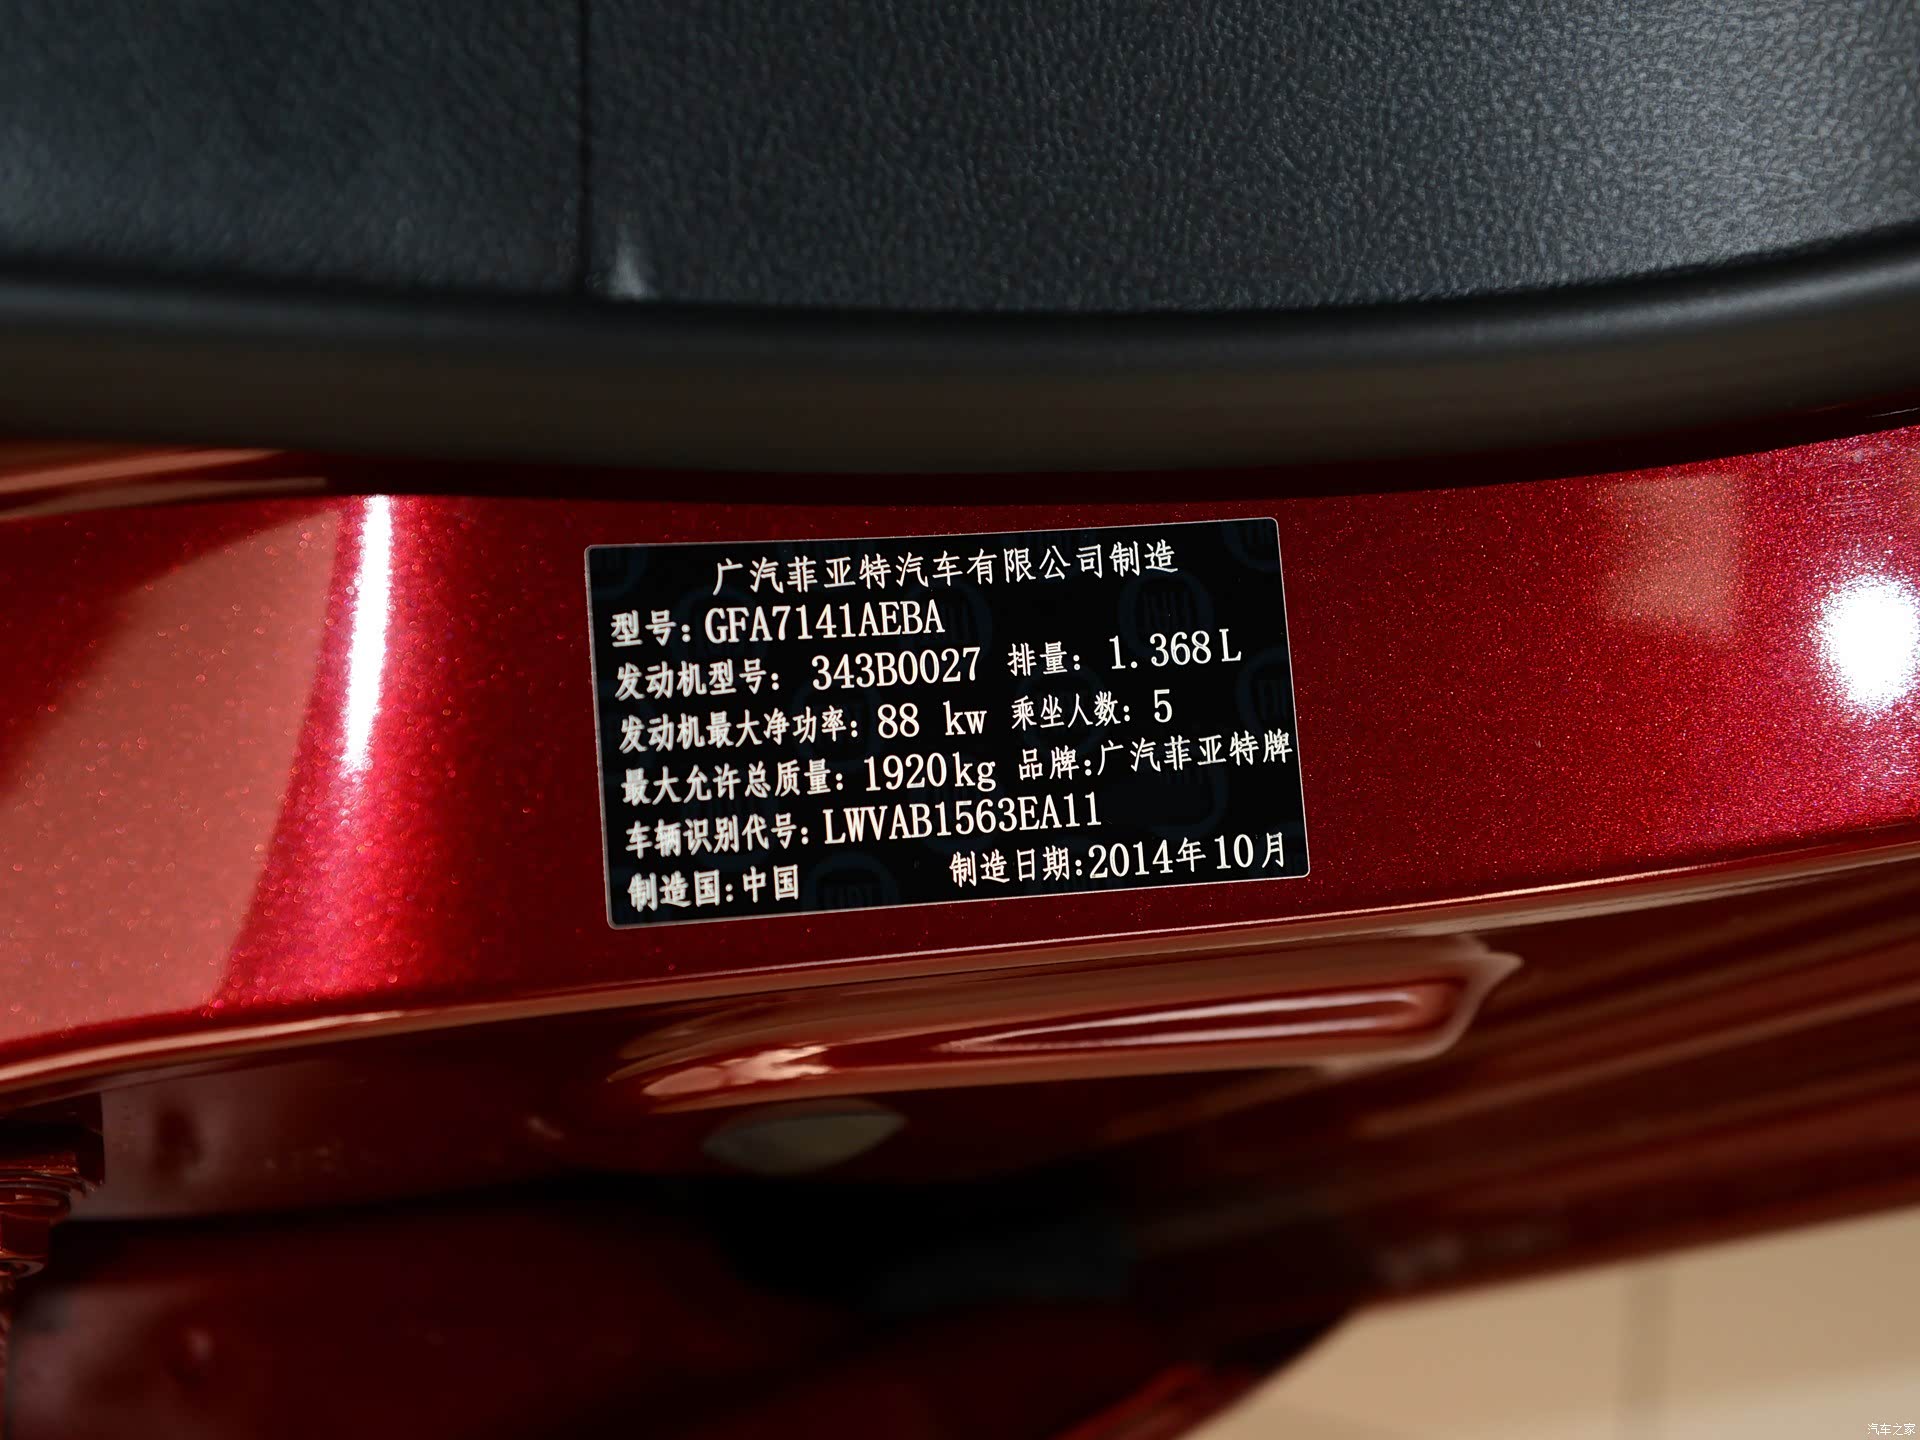 广汽菲亚特汽车有限公司制造
型号: GFA7141AEBA
发动机型号: 343B0027 排量: 1.368L
发动机最大净功率: 88 kw 乘坐人数: 5
最大允许总质量: 1920kg 品牌:广汽菲亚特牌
车辆识别代号: LWVAB1563EA11
制造国:中国 制造日期:2014年10月
汽车之家